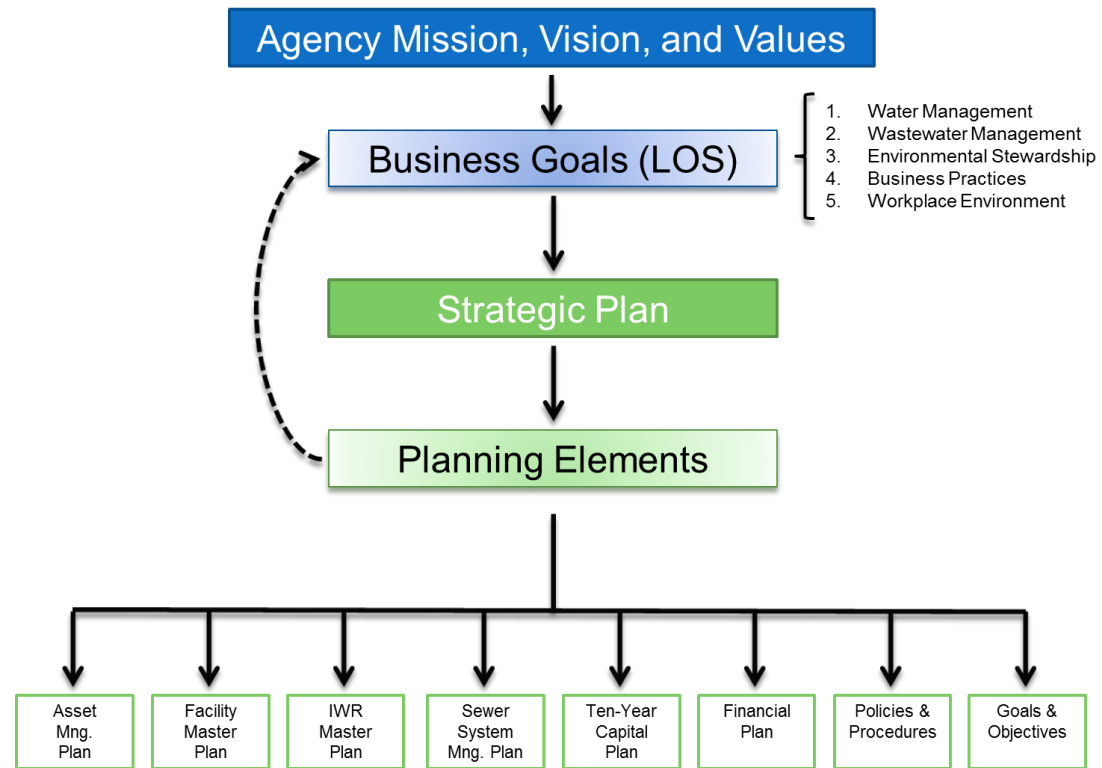 Agency Mission, Vision, and Values
Business Goals (LOS)
1. Water Management
2. Wastewater Management
3. Environmental Stewardship
4. Business Practices
5. Workplace Environment
Strategic Plan
Planning Elements
Asset
Mng.
Plan
Facility
Master
Plan
IWR
Master
Plan
Sewer
System
Mng. Plan
Ten-Year
Capital
Plan
Financial
Plan
Policies &
Procedures
Goals &
Objectives